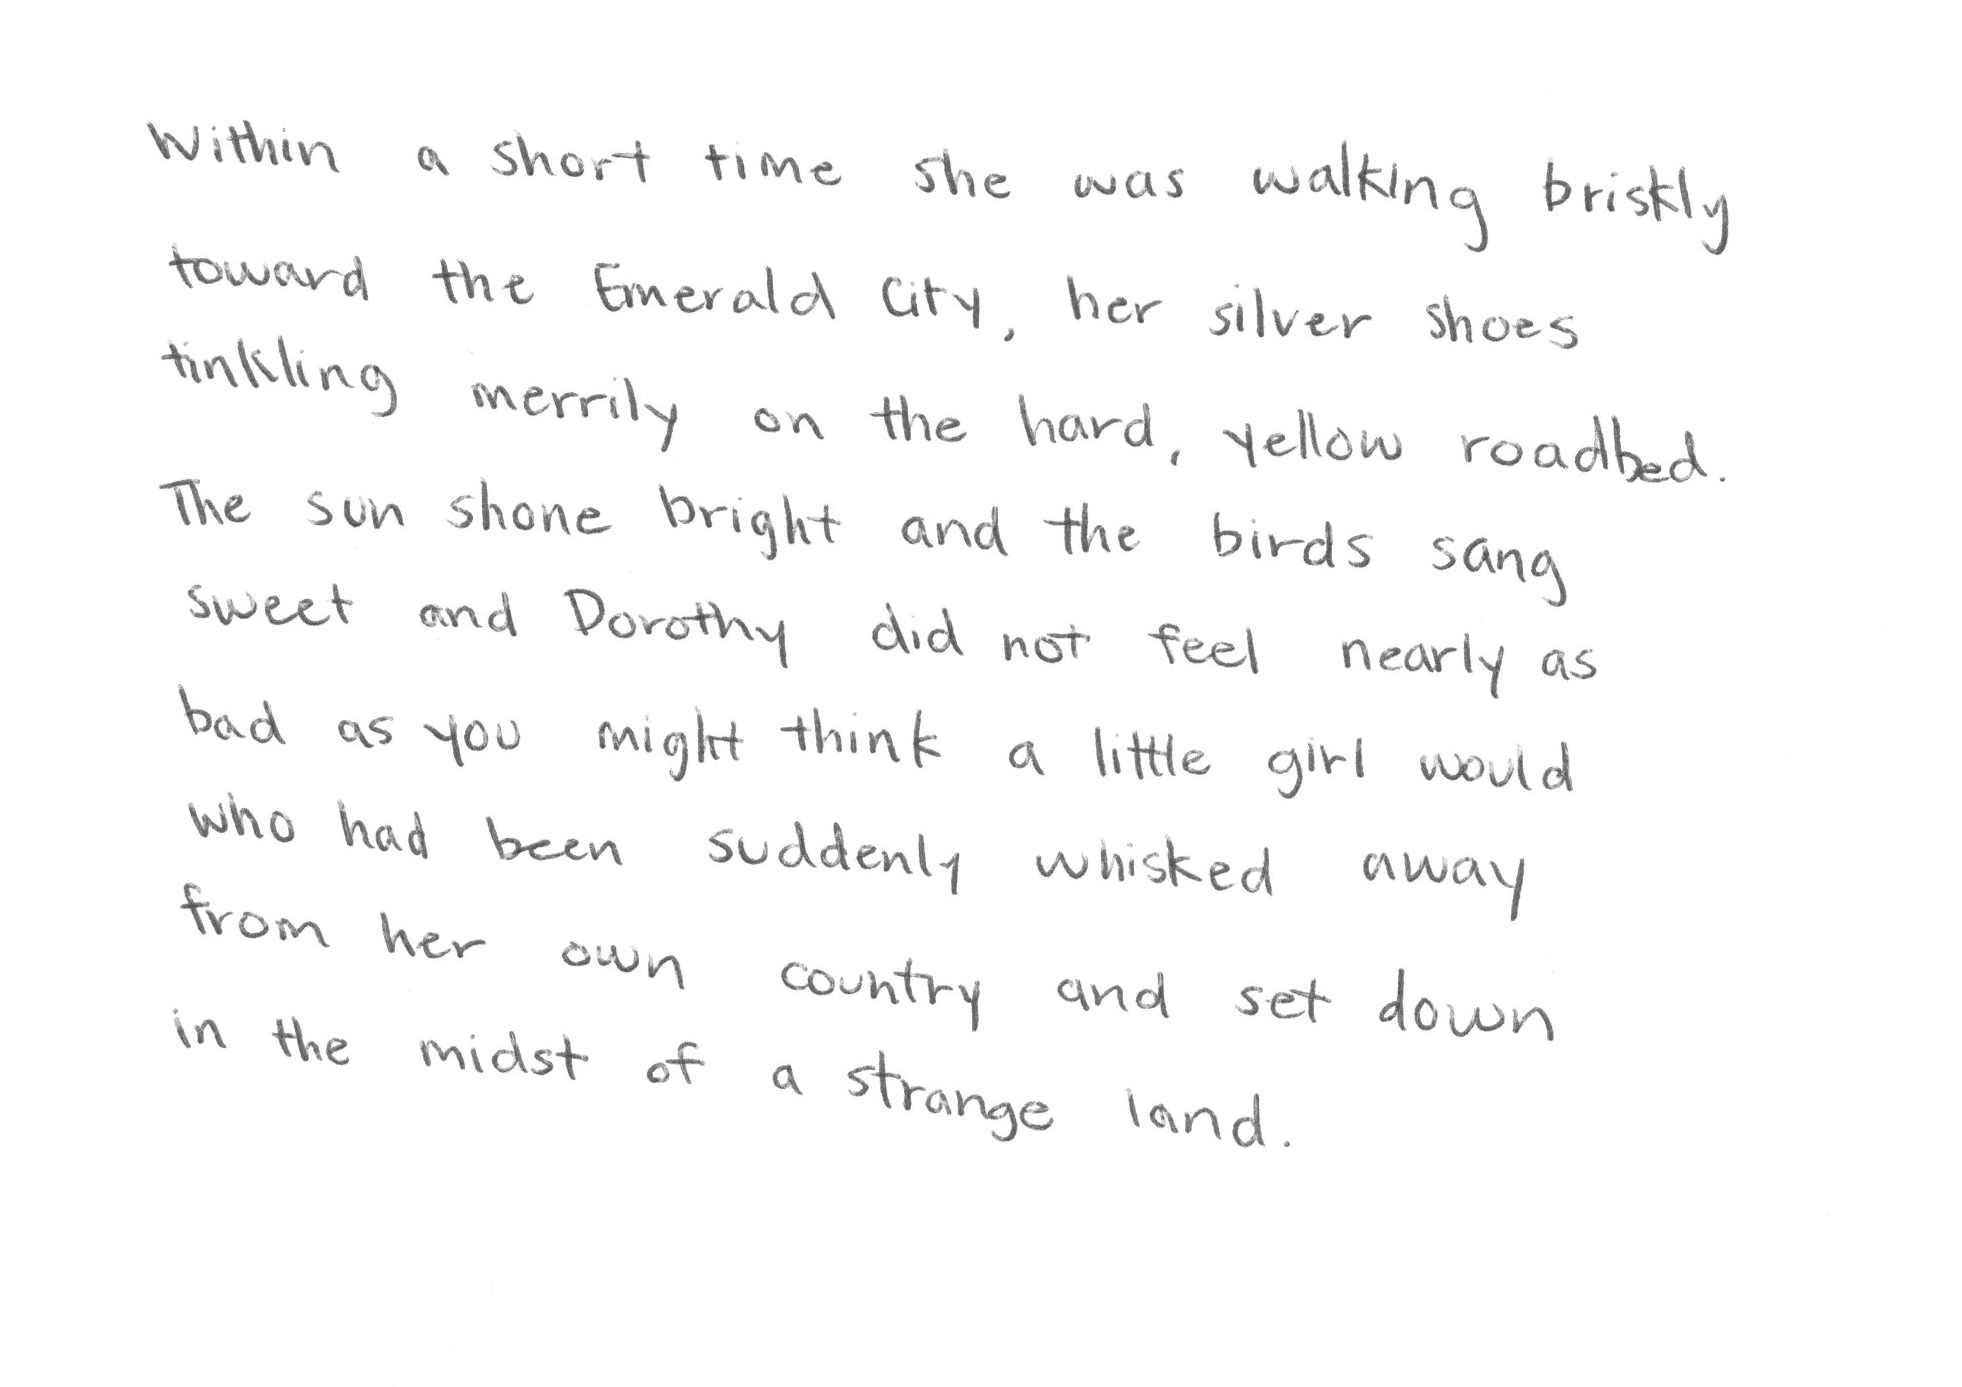 Within a short time she was walking briskly
toward the Emerald City, her silver shoes
tinkling merrily on the hard, yellow roadbed.
The sun shone bright and the birds sang
sweet and Dorothy did not feel nearly as
bad as you might think a little girl would
who had been suddenly whisked away
from her own country and set down
in the midst of a strange land.